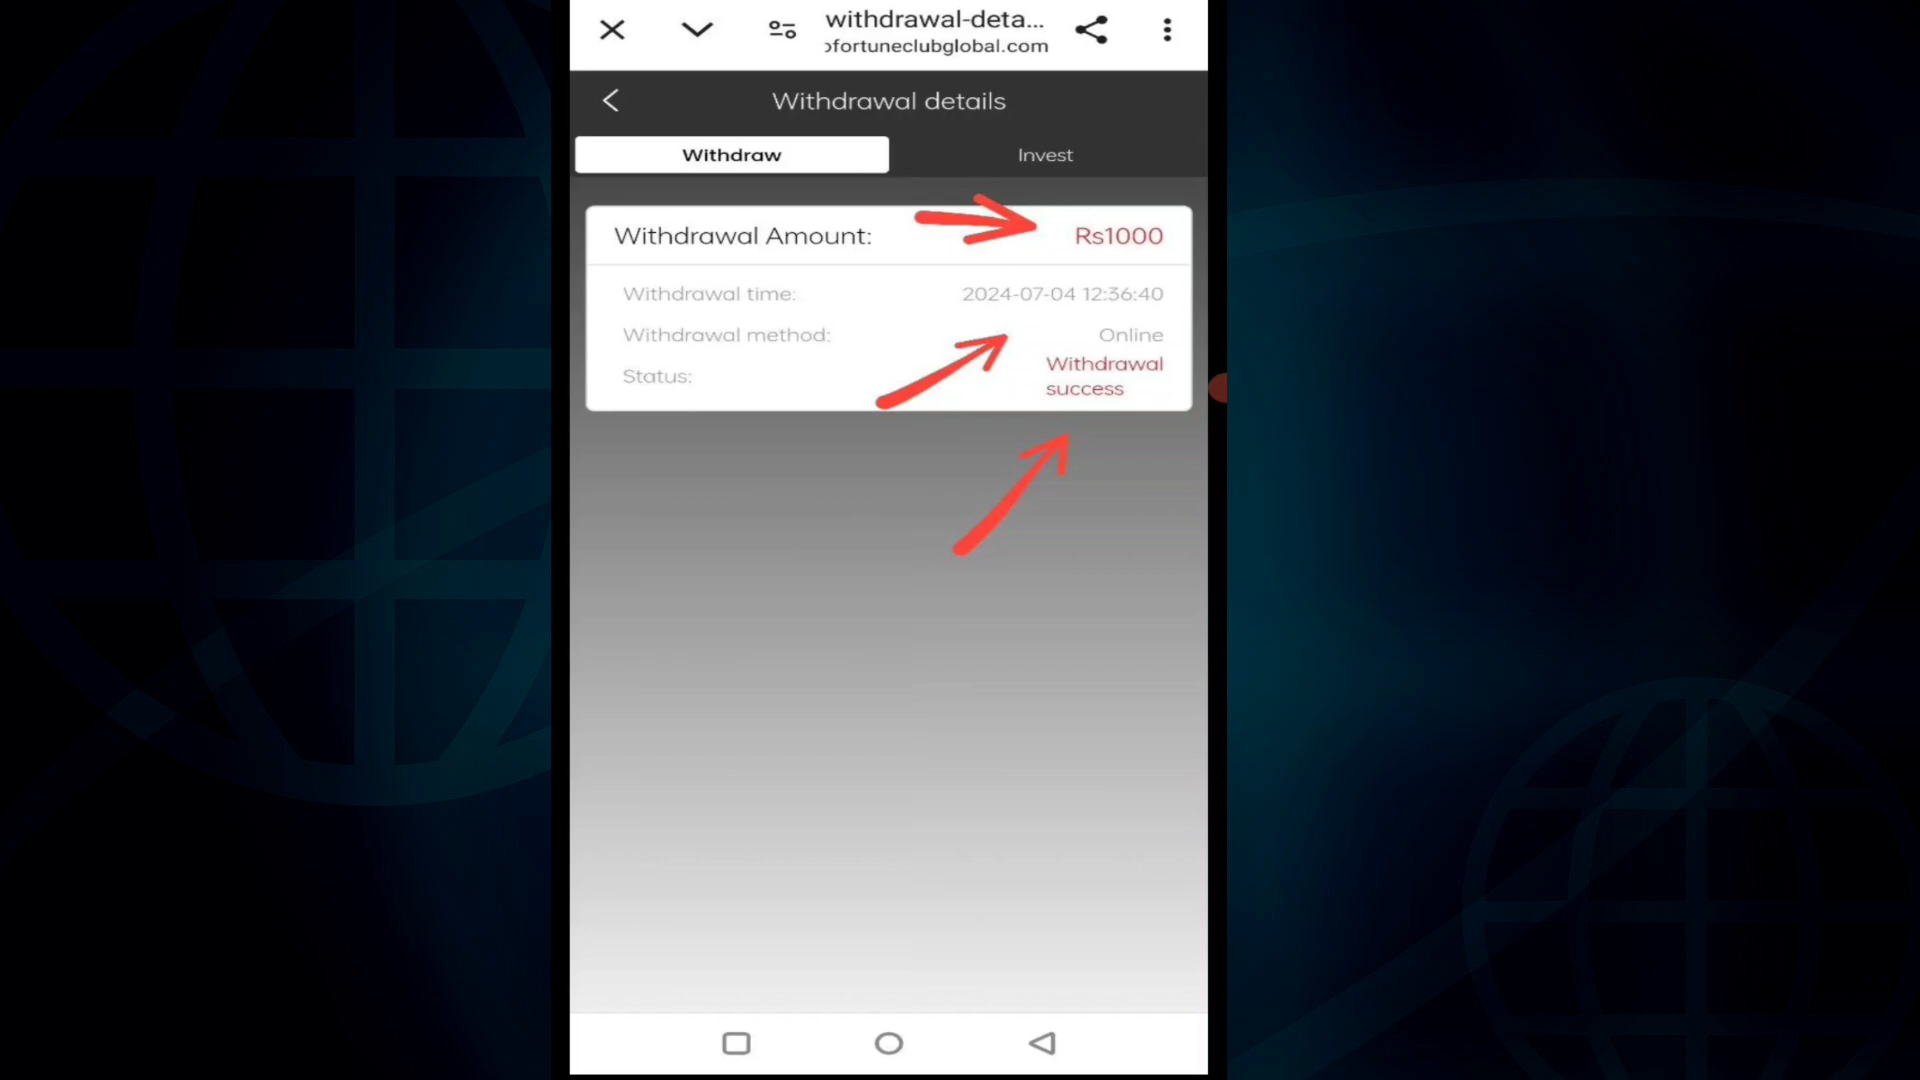 withdrawal-deta...
ofortuneclubglobal.com
Withdrawal details
Withdraw
Invest
Withdrawal Amount:
Rs1000
Withdrawal time:
2024-07-04 12:36:40
Withdrawal method:
Online
Status:
Withdrawal
success